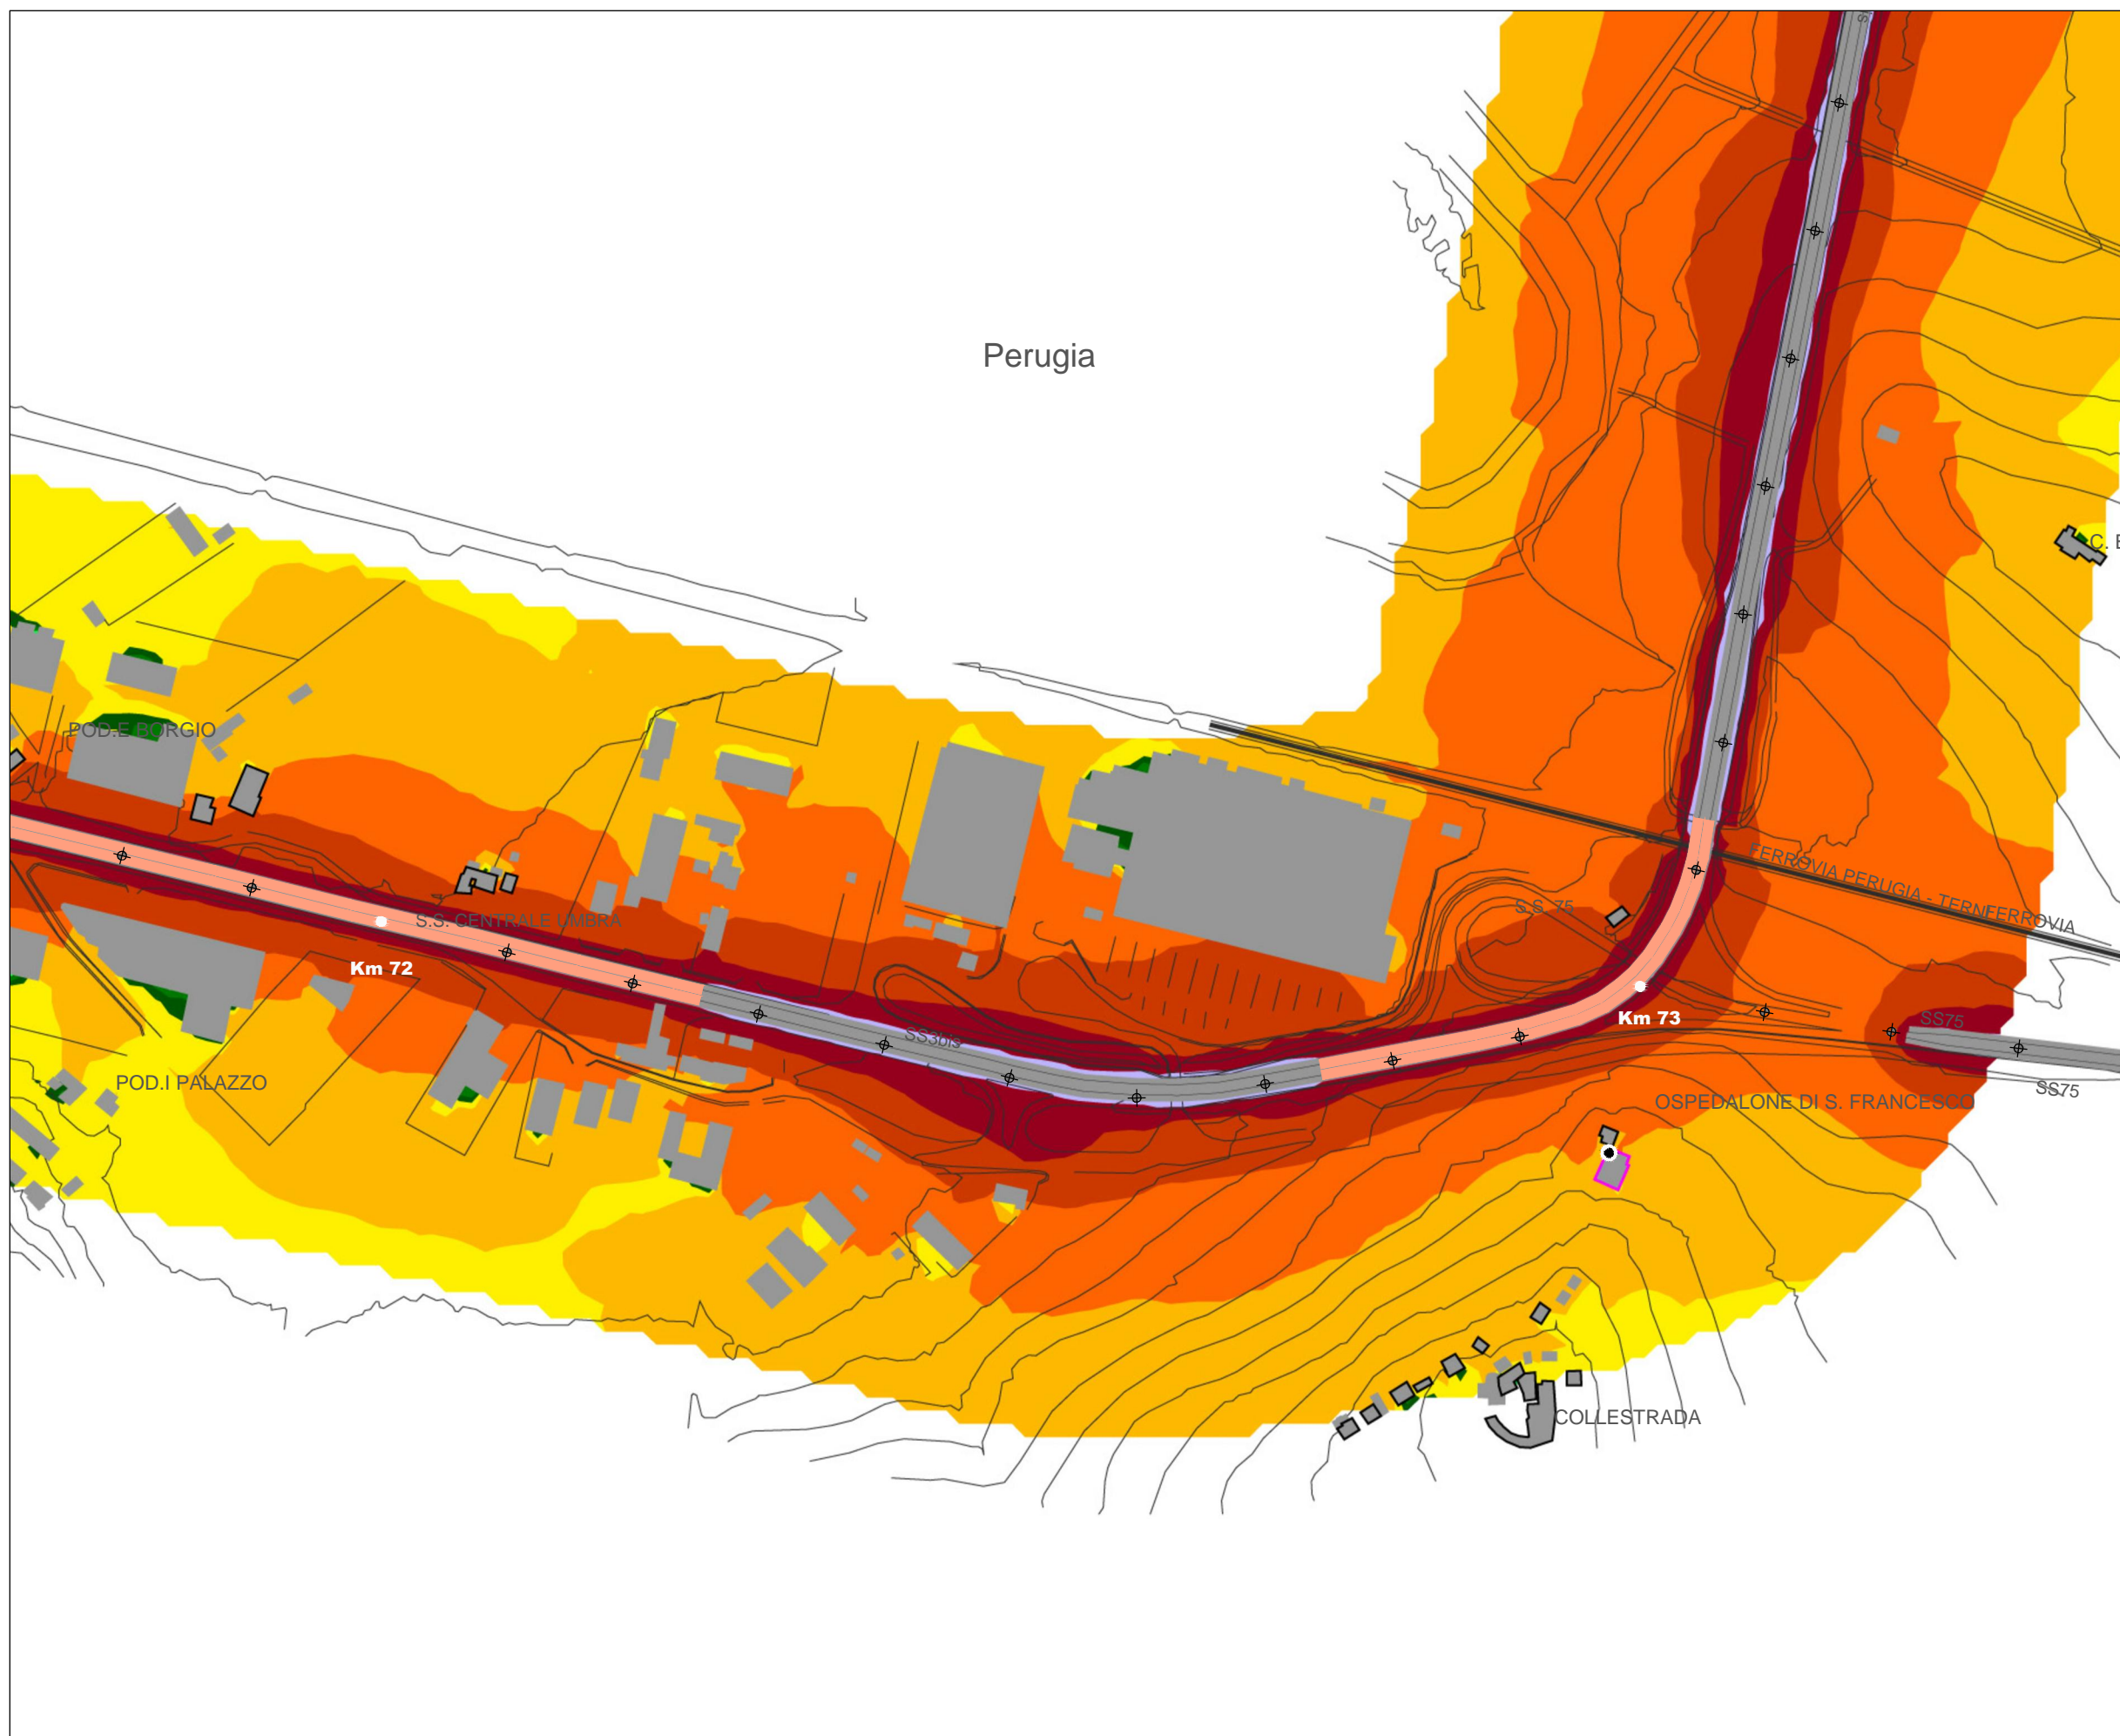 Perugia
C.
POD.E BORGIO
FERROVIA PERUGIA - TERNI
FERROVIA
S.S. 75
S.S. CENTRALE UMBRA
Km 72
SS3bis
Km 73
SS75
SS75
POD.I PALAZZO
OSPEDALONE DI S. FRANCESCO
COLLESTRADA